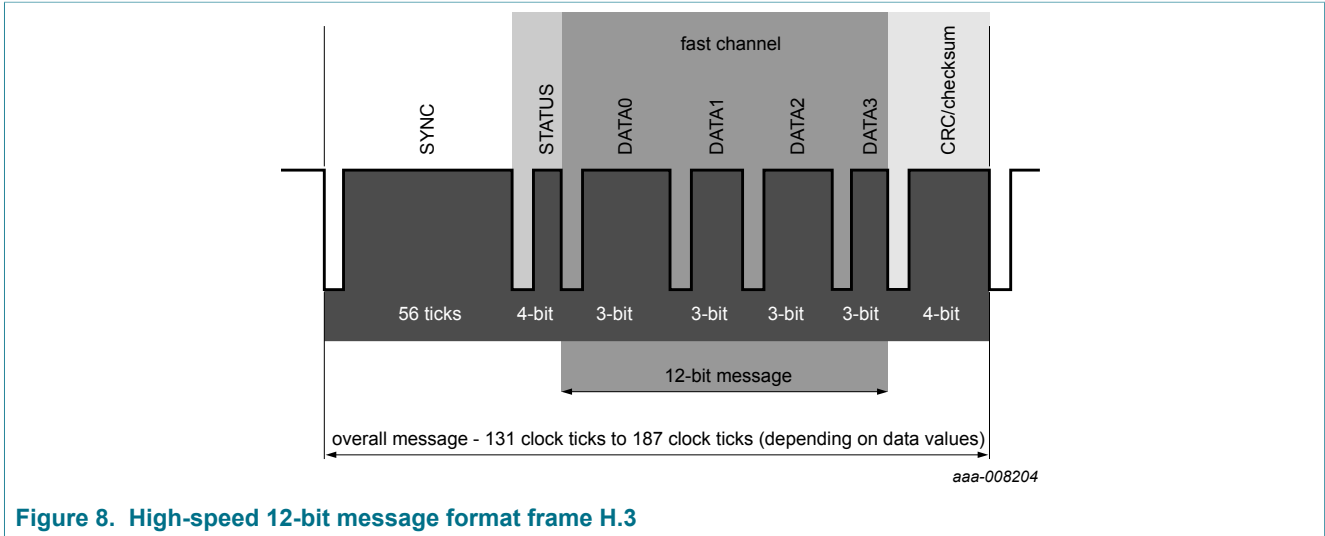 fast channel
SYNC
STATUS
DATA0
DATA1
DATA2
DATA3
CRC/checksum
56 ticks
4-bit
3-bit
3-bit
3-bit
3-bit
4-bit
12-bit message
overall message - 131 clock ticks to 187 clock ticks (depending on data values)
aaa-008204
Figure 8. High-speed 12-bit message format frame H.3